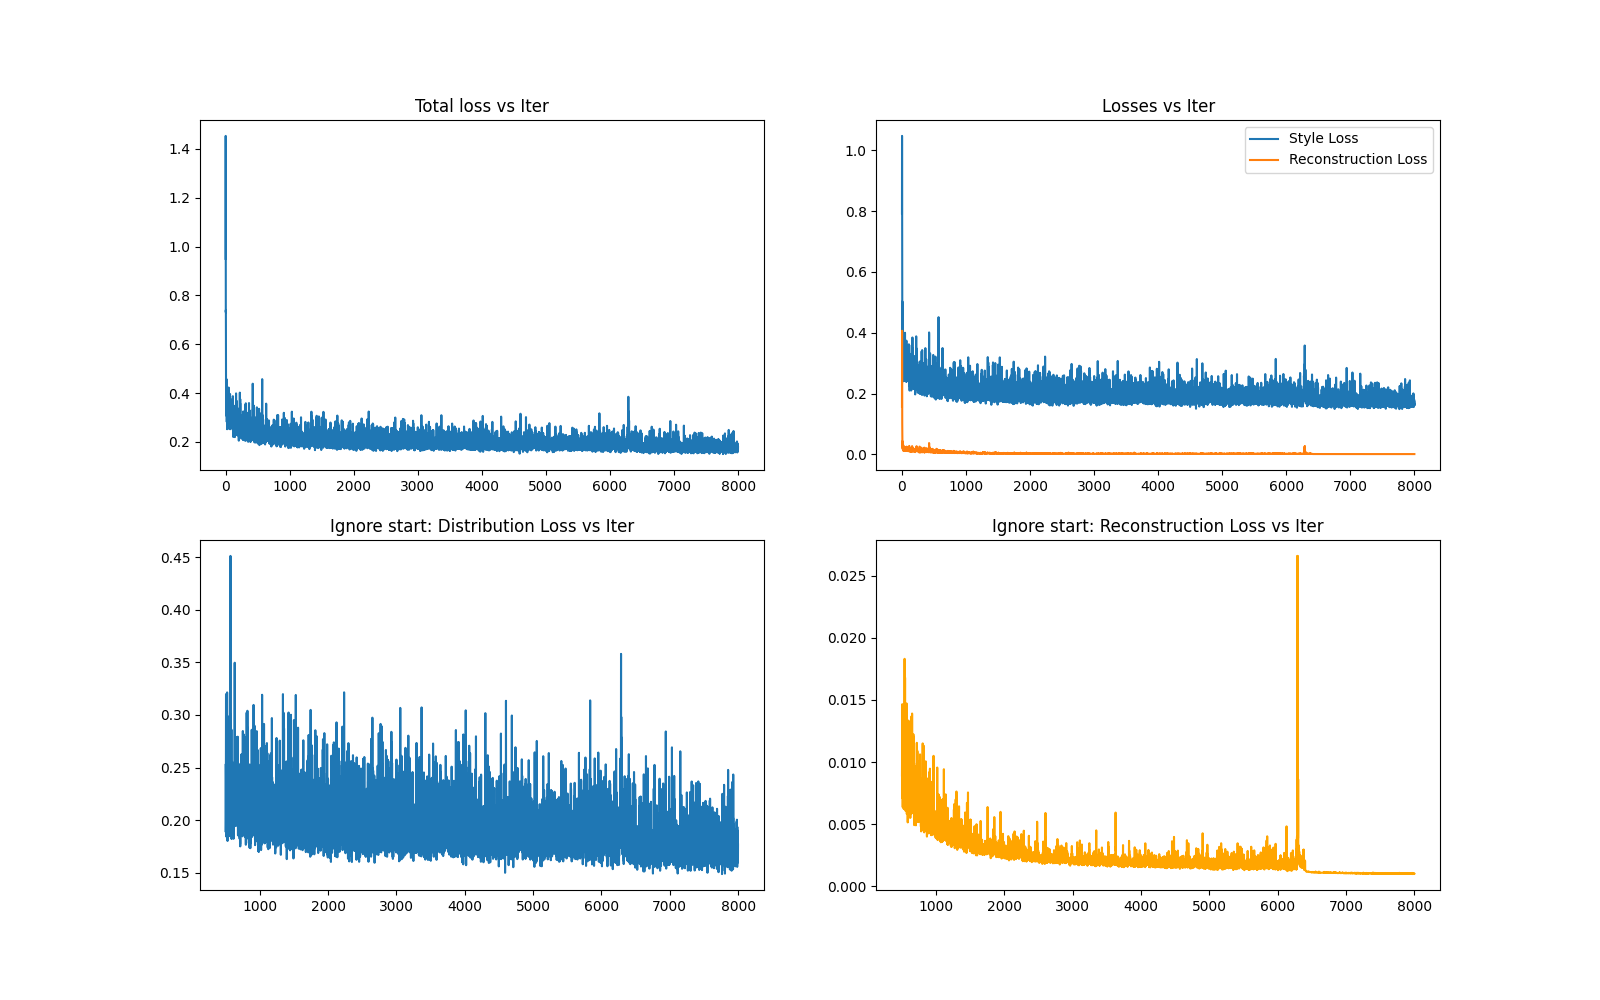 Total loss vs Iter
1.4
1.2
1.0
0.8
0.6
0.4
0.2
0 1000 2000 3000 4000 5000 6000 7000 8000
Losses vs Iter
Style Loss
Reconstruction Loss
1.0
0.8
0.6
0.4
0.2
0.0
0 1000 2000 3000 4000 5000 6000 7000 8000
Ignore start: Distribution Loss vs Iter
0.45
0.40
0.35
0.30
0.25
0.20
0.15
1000 2000 3000 4000 5000 6000 7000 8000
Ignore start: Reconstruction Loss vs Iter
0.025
0.020
0.015
0.010
0.005
0.000
1000 2000 3000 4000 5000 6000 7000 8000